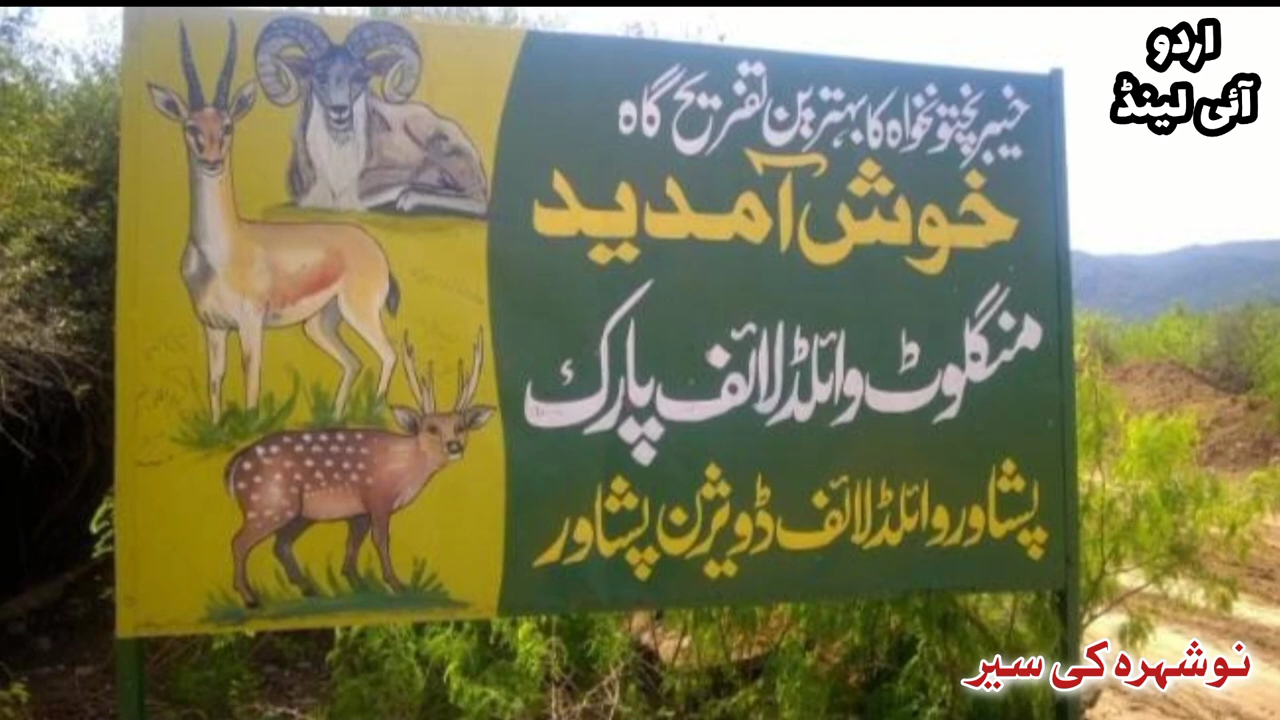 اردو
آئی لینڈ
خیبر پختونخواہ کا بہترین تفریح گاہ
خوش آمدید
منگلوٹ وائلڈ لائف پارک
پشاور وائلڈ لائف ڈویژن پشاور
نوشہرہ کی سیر